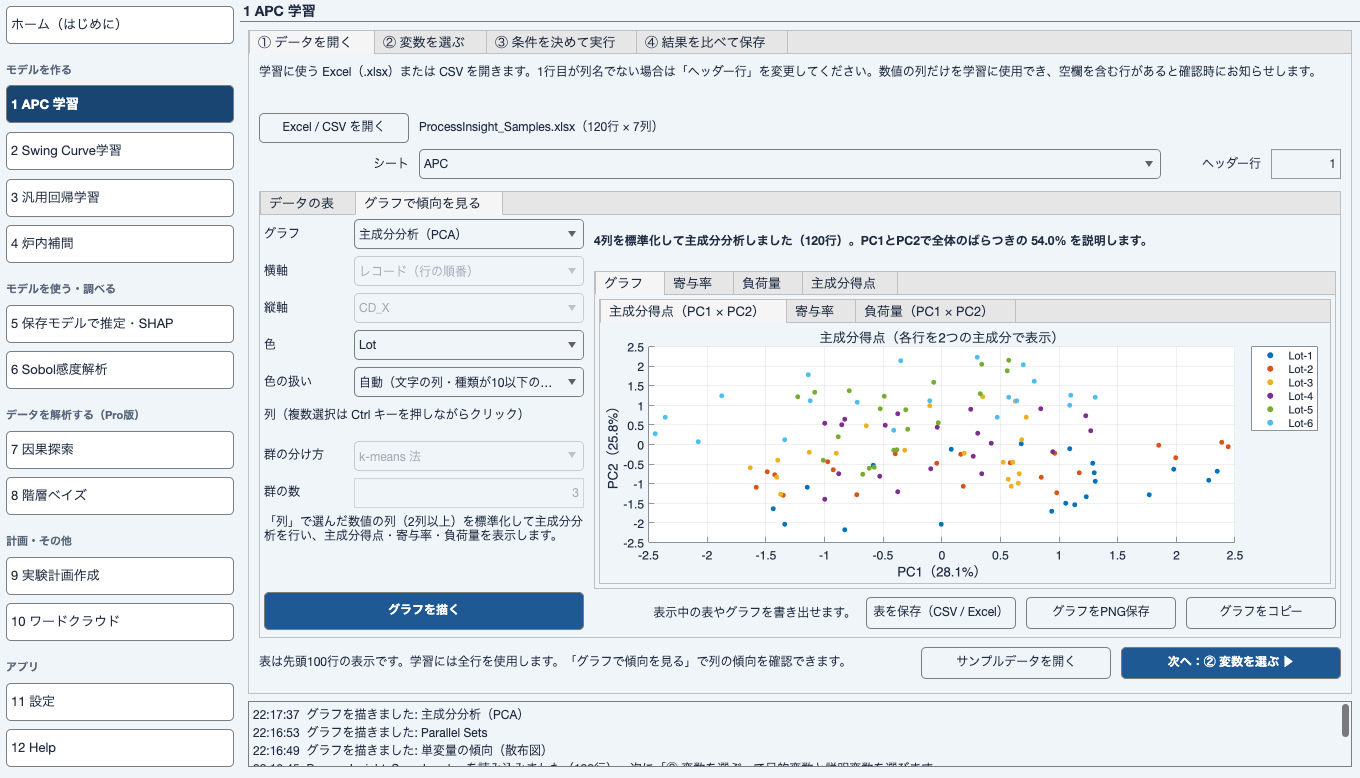 ホーム（はじめに）
モデルを作る
1 APC 学習
2 Swing Curve学習
3 汎用回帰学習
4 炉内補間
モデルを使う・調べる
5 保存モデルで推定・SHAP
6 Sobol感度解析
データを解析する（Pro版）
7 因果探索
8 階層ベイズ
計画・その他
9 実験計画作成
10 ワードクラウド
アプリ
11 設定
12 Help
1 APC 学習
① データを開く ② 変数を選ぶ ③ 条件を決めて実行 ④ 結果を比べて保存
学習に使う Excel（.xlsx）または CSV を開きます。1行目が列名でない場合は「ヘッダー行」を変更してください。数値の列だけを学習に使用でき、空欄を含む行があると確認時にお知らせします。
Excel / CSV を開く ProcessInsight_Samples.xlsx（120行 × 7列）
シート APC ヘッダー行 1
データの表 グラフで傾向を見る
グラフ 主成分分析（PCA）
横軸 レコード（行の順番）
縦軸 CD_X
色 Lot
色の扱い 自動（文字の列・種類が10以下の...
列（複数選択は Ctrl キーを押しながらクリック）
群の分け方 k-means 法
群の数 3
「列」で選んだ数値の列（2列以上）を標準化して主成分分
析を行い、主成分得点・寄与率・負荷量を表示します。
グラフを描く
4列を標準化して主成分分析しました（120行）。PC1とPC2で全体のばらつきの 54.0% を説明します。
グラフ 寄与率 負荷量 主成分得点
主成分得点（PC1 × PC2） 寄与率 負荷量（PC1 × PC2）
主成分得点（各行を2つの主成分で表示）
2.5
2
1.5
1
0.5
0
-0.5
-1
-1.5
-2
-2.5
PC2（25.8%）
-2.5 -2 -1.5 -1 -0.5 0 0.5 1 1.5 2 2.5
PC1（28.1%）
Lot-1
Lot-2
Lot-3
Lot-4
Lot-5
Lot-6
表示中の表やグラフを書き出せます。 表を保存（CSV / Excel） グラフをPNG保存 グラフをコピー
表は先頭100行の表示です。学習には全行を使用します。「グラフで傾向を見る」で列の傾向を確認できます。 サンプルデータを開く 次へ：② 変数を選ぶ ▶
22:17:37 グラフを描きました: 主成分分析（PCA）
22:16:53 グラフを描きました: Parallel Sets
22:16:49 グラフを描きました: 単変量の傾向（散布図）